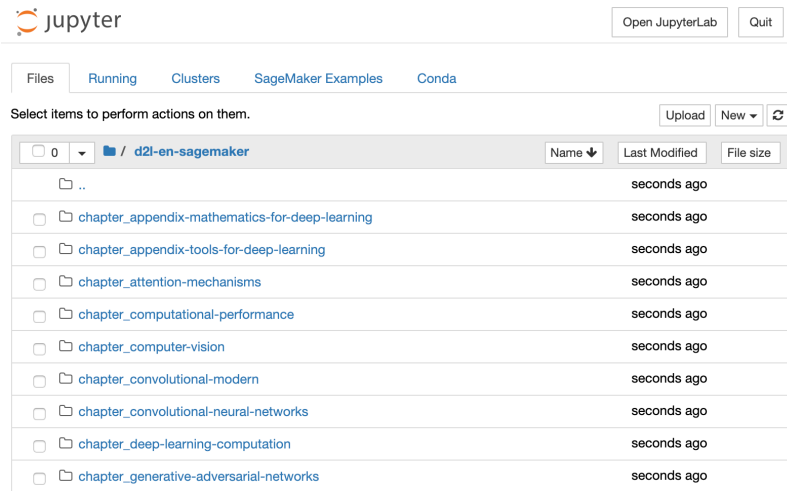 jupyter
Open JupyterLab Quit
Files Running Clusters SageMaker Examples Conda
Select items to perform actions on them.
Upload New
0 / d2l-en-sagemaker Name Last Modified File size
.. seconds ago
chapter_appendix-mathematics-for-deep-learning seconds ago
chapter_appendix-tools-for-deep-learning seconds ago
chapter_attention-mechanisms seconds ago
chapter_computational-performance seconds ago
chapter_computer-vision seconds ago
chapter_convolutional-modern seconds ago
chapter_convolutional-neural-networks seconds ago
chapter_deep-learning-computation seconds ago
chapter_generative-adversarial-networks seconds ago